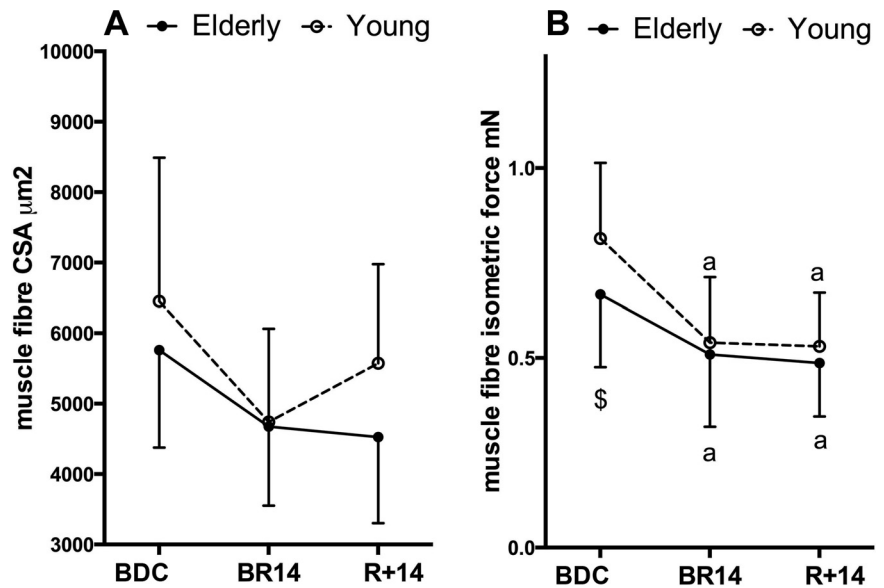 A Elderly Young
muscle fibre CSA μm2
10000
9000
8000
7000
6000
5000
4000
3000
BDC BR14 R+14
B Elderly Young
muscle fibre isometric force mN
1.0
0.5
0.0
a a
$ a a
BDC BR14 R+14